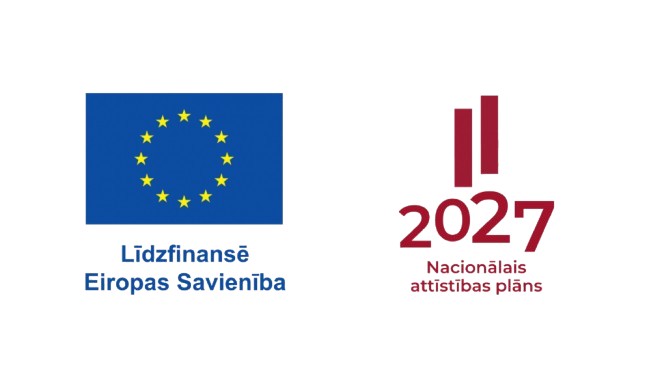 Līdzfinansē
Eiropas Savienība
2027
Nacionālais
attīstības plāns